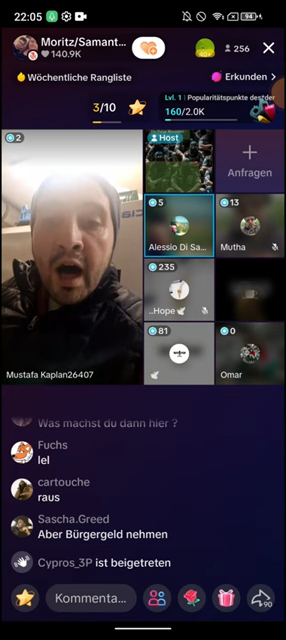 22:05
94
Moritz/Samant...
140.9K
40+
256
Wöchentliche Rangliste
Erkunden >
3/10
Lvl. 1 | Popularitätspunkte des/der
160/2.0K
2
Host
Anfragen
5
Alessio Di Sa...
13
Mutha
235
..Hope🕊
81
0
Omar
Mustafa Kaplan26407
Was machst du dann hier ?
Fuchs
lel
cartouche
raus
Sascha.Greed
Aber Bürgergeld nehmen
Cypros_3P ist beigetreten
Kommenta...
90